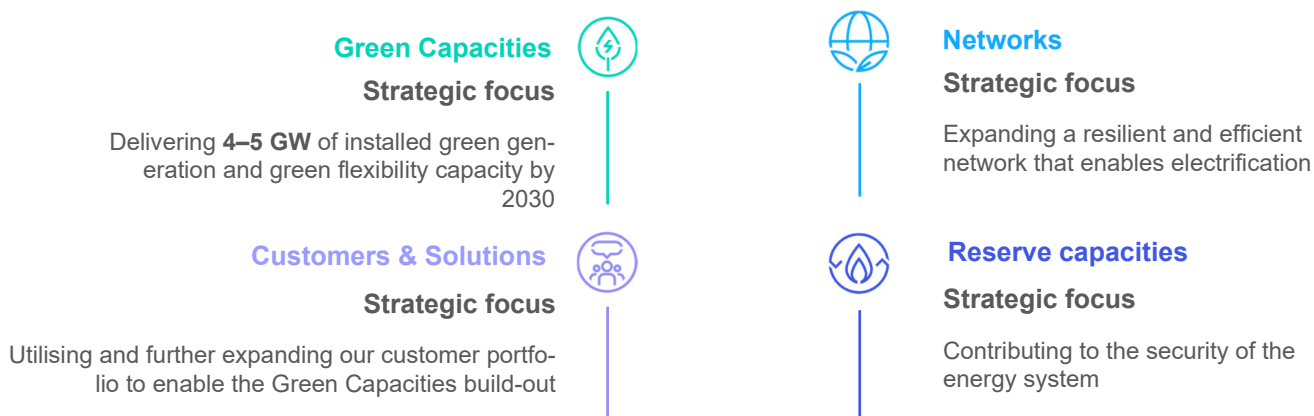 Green Capacities
Strategic focus
Delivering 4–5 GW of installed green gen-
eration and green flexibility capacity by
2030
Networks
Strategic focus
Expanding a resilient and efficient
network that enables electrification
Customers & Solutions
Strategic focus
Utilising and further expanding our customer portfo-
lio to enable the Green Capacities build-out
Reserve capacities
Strategic focus
Contributing to the security of the
energy system